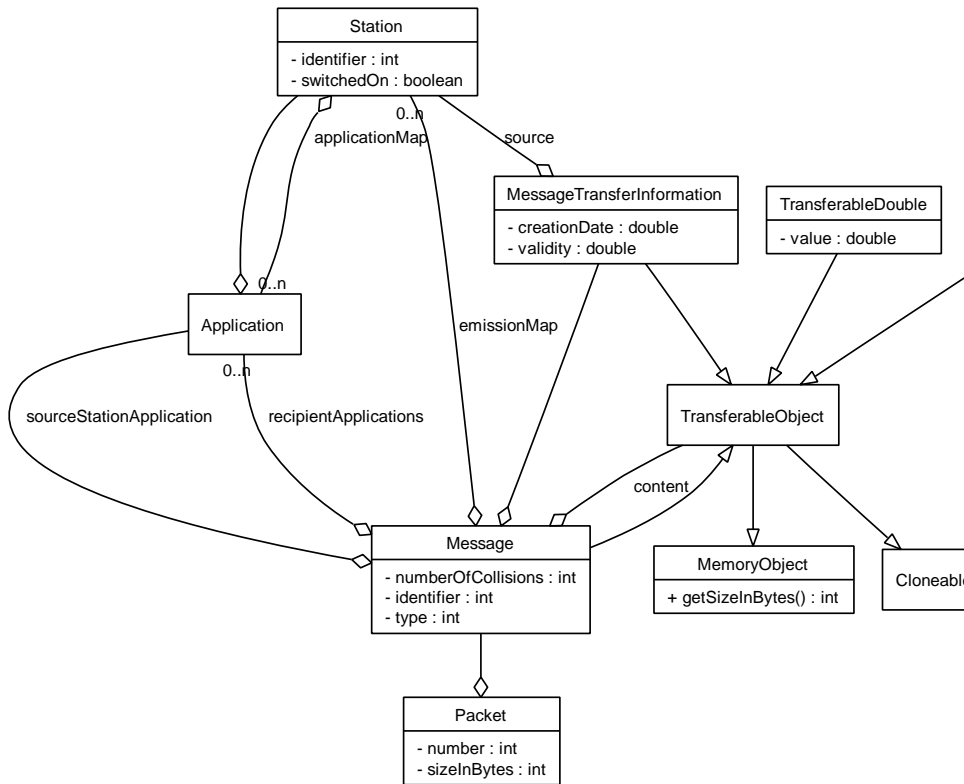 Station
- identifier : int
- switchedOn : boolean
0..n
applicationMap
source
MessageTransferInformation
- creationDate : double
- validity : double
TransferableDouble
- value : double
0..n
Application
emissionMap
0..n
sourceStationApplication
recipientApplications
TransferableObject
content
Message
- numberOfCollisions : int
- identifier : int
- type : int
MemoryObject
+ getSizeInBytes() : int
Cloneable
Packet
- number : int
- sizeInBytes : int